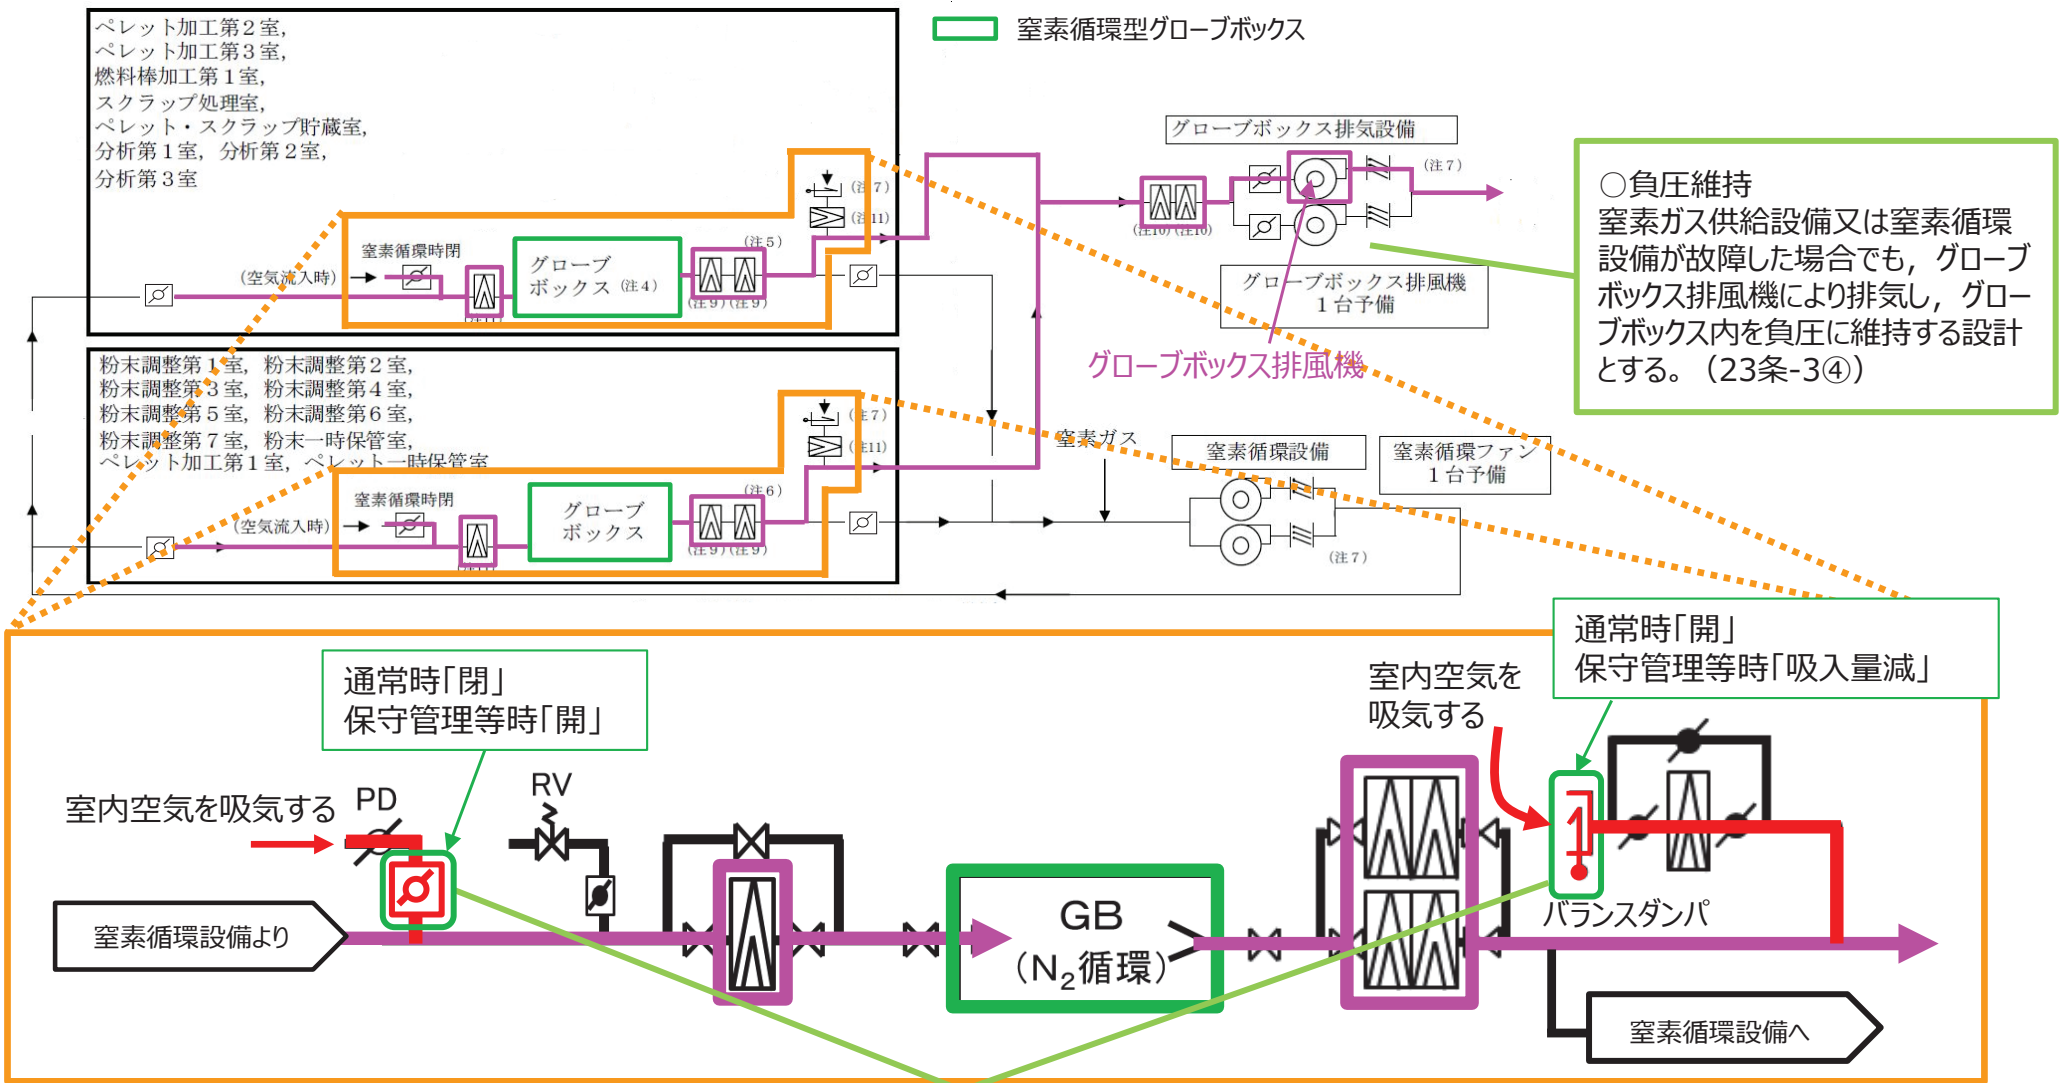 窒素循環型グローブボックス
ペレット加工第２室,
ペレット加工第３室,
燃料棒加工第１室,
スクラップ処理室,
ペレット・スクラップ貯蔵室,
分析第１室, 分析第２室,
分析第３室
窒素循環時閉
(空気流入時)
グローブ
ボックス (注４)
(注５)
(注９)(注９)
(注７)
(注11)
グローブボックス排気設備
(注７)
(注10)(注10)
グローブボックス排風機
１台予備
グローブボックス排風機
○負圧維持
窒素ガス供給設備又は窒素循環
設備が故障した場合でも，グローブ
ボックス排風機により排気し，グロー
ブボックス内を負圧に維持する設計
とする。（23条-3④）
粉末調整第１室, 粉末調整第２室,
粉末調整第３室, 粉末調整第４室,
粉末調整第５室, 粉末調整第６室,
粉末調整第７室, 粉末一時保管室,
ペレット加工第１室, ペレット一時保管室
窒素循環時閉
(空気流入時)
グローブ
ボックス
(注６)
(注９)(注９)
(注７)
(注11)
窒素ガス
窒素循環設備
窒素循環ファン
１台予備
(注７)
通常時｢閉｣
保守管理等時｢開｣
通常時｢開｣
保守管理等時｢吸入量減｣
室内空気を
吸気する
室内空気を吸気する
PD
RV
窒素循環設備より
GB
（N₂循環）
バランスダンパ
窒素循環設備へ